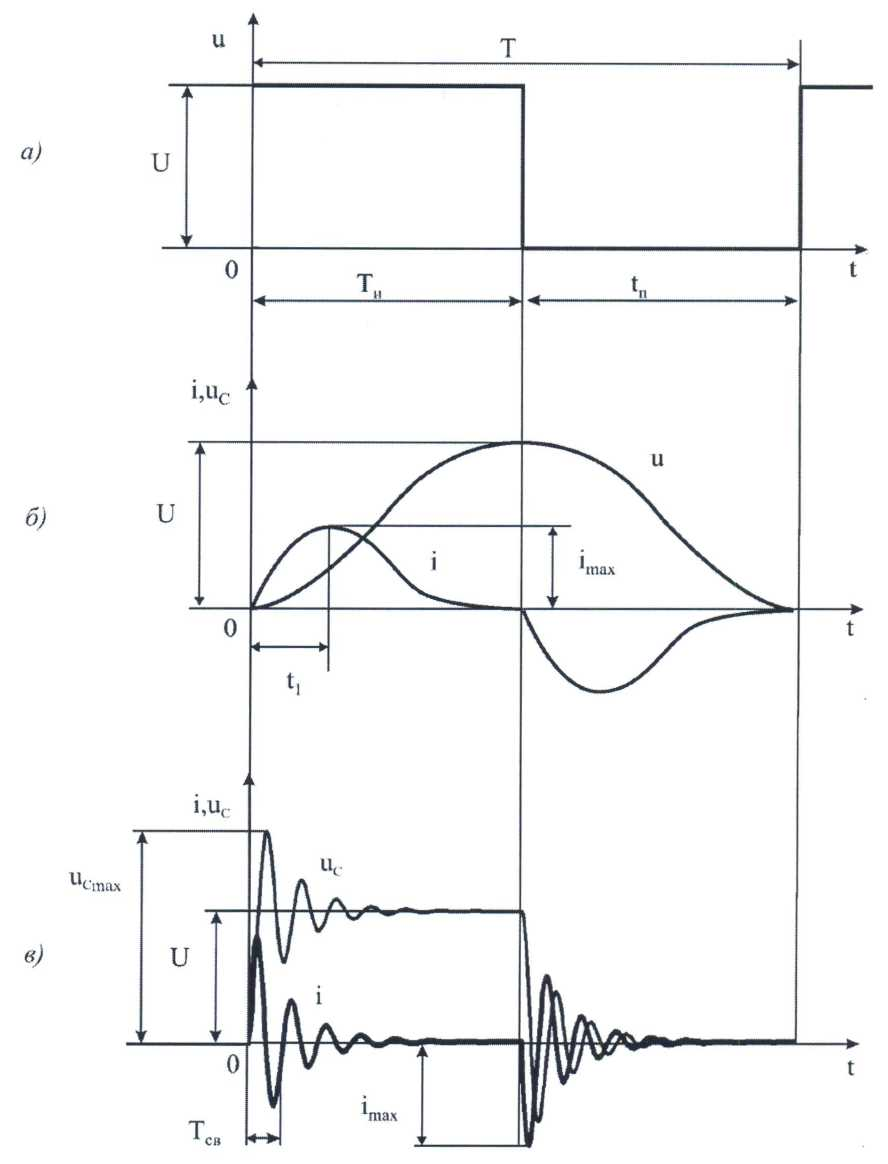 u
T
а)
U
0
t
Tи
tп
i,uC
u
б)
U
i
imax
0
t
t1
i,uC
uCmax
uC
в)
U
i
0
t
imax
Tсв